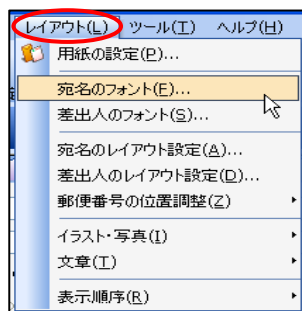 レイアウト(L) ツール(T) ヘルプ(H)
用紙の設定(P)...
宛名のフォント(F)...
差出人のフォント(S)...
宛名のレイアウト設定(A)...
差出人のレイアウト設定(D)...
郵便番号の位置調整(Z)
イラスト・写真(I)
文章(T)
表示順序(R)